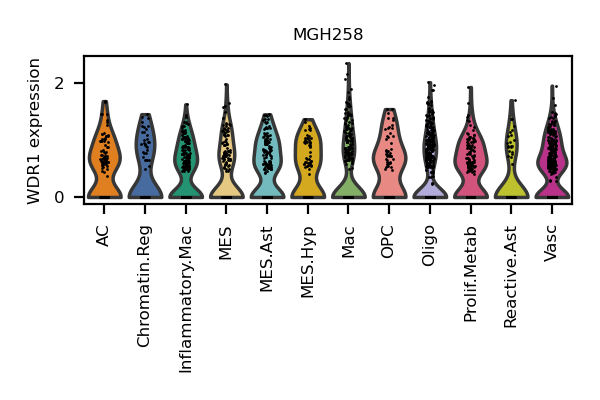 MGH258
WDR1 expression
2
0
AC
Chromatin.Reg
Inflammatory.Mac
MES
MES.Ast
MES.Hyp
Mac
OPC
Oligo
Prolif.Metab
Reactive.Ast
Vasc